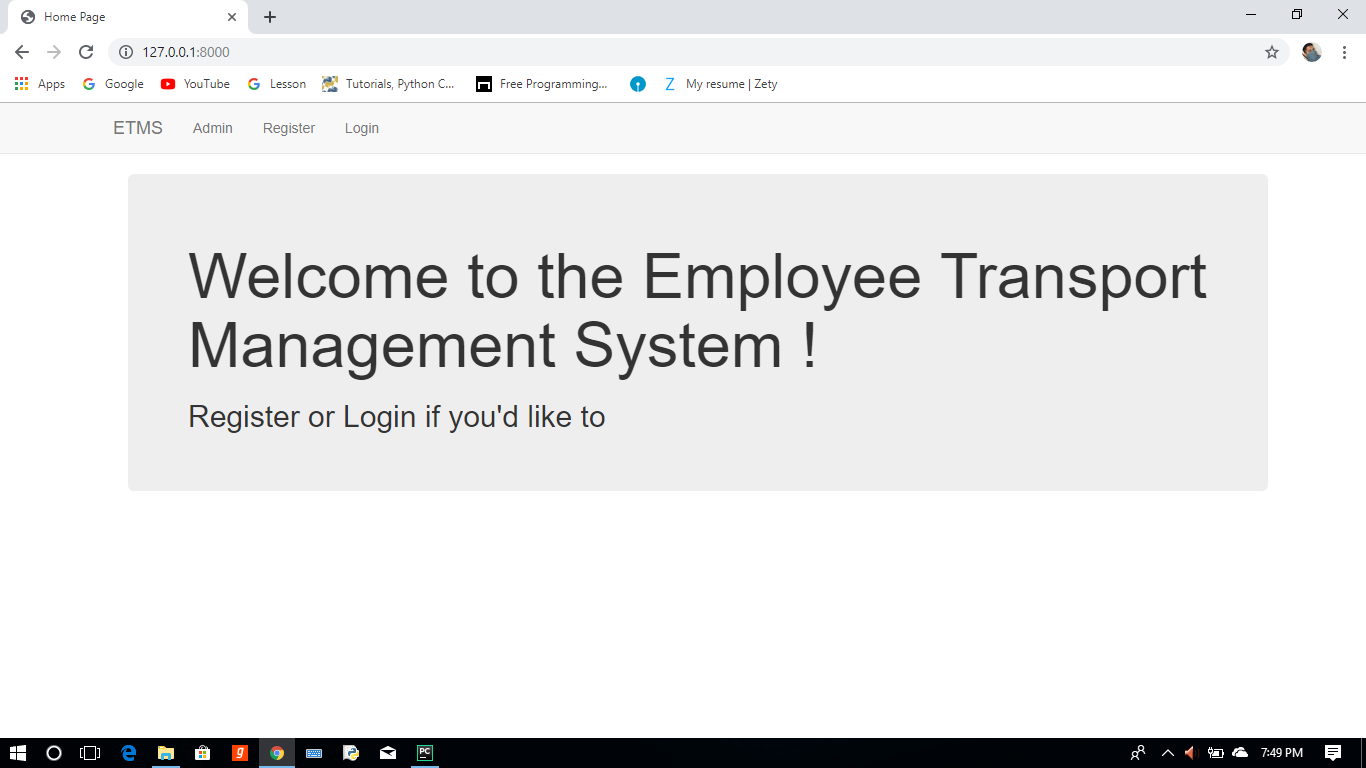 Home Page
127.0.0.1:8000
Apps
Google
YouTube
Lesson
Tutorials, Python C...
Free Programming...
My resume | Zety
ETMS
Admin
Register
Login
Welcome to the Employee Transport
Management System !
Register or Login if you'd like to
PC
7:49 PM